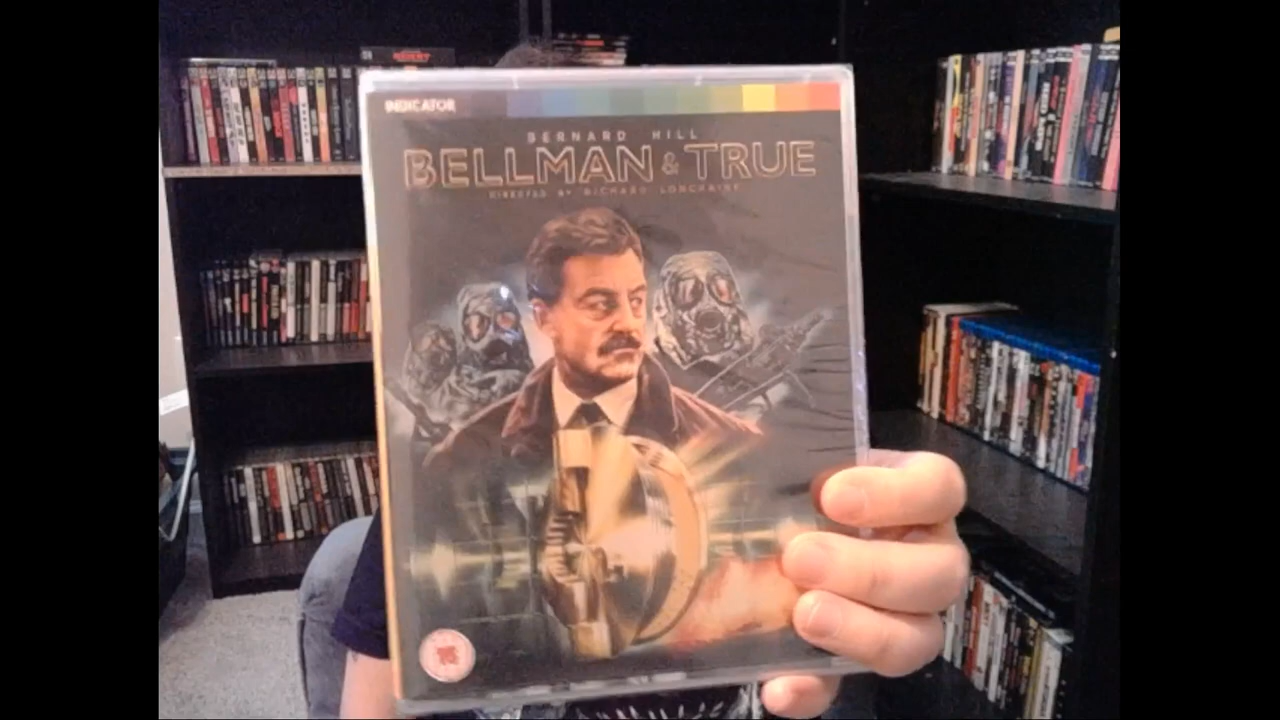 INDICATOR
BERNARD HILL
BELLMAN & TRUE
DIRECTED BY RICHARD LONCRAINE
15